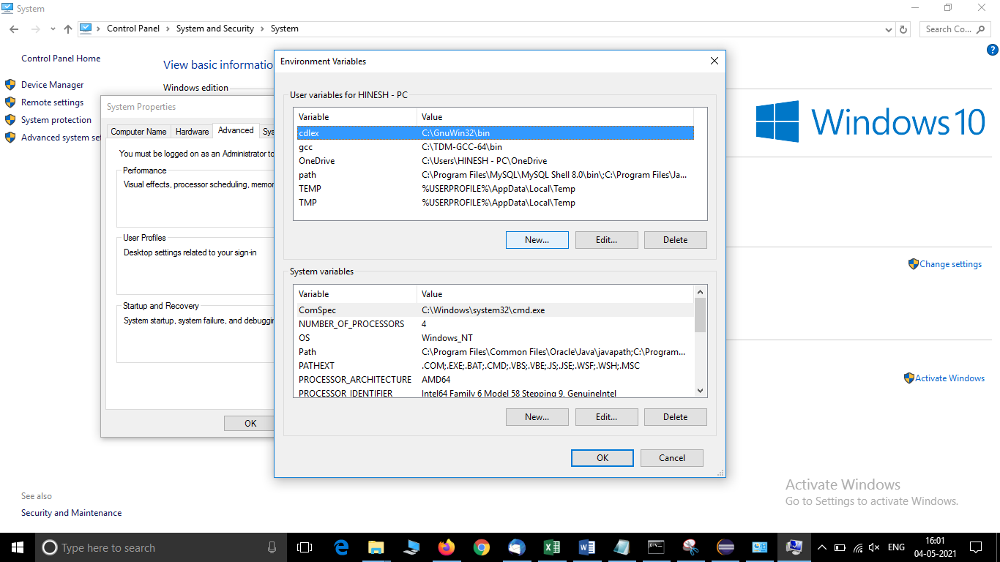 System
Control Panel > System and Security > System
Search Co...
Control Panel Home
Device Manager
Remote settings
System protection
Advanced system set
View basic informatio
Windows edition
Windows 10
Change settings
Activate Windows
System Properties
Computer Name
Hardware
Advanced
Sys
You must be logged on as an Administrator to
Performance
Visual effects, processor scheduling, memor
User Profiles
Desktop settings related to your sign-in
Startup and Recovery
System startup, system failure, and debuggin
OK
Environment Variables
User variables for HINESH - PC
Variable Value
cdlex C:\GnuWin32\bin
gcc C:\TDM-GCC-64\bin
OneDrive C:\Users\HINESH - PC\OneDrive
path C:\Program Files\MySQL\MySQL Shell 8.0\bin\;C:\Program Files\Ja...
TEMP %USERPROFILE%\AppData\Local\Temp
TMP %USERPROFILE%\AppData\Local\Temp
New... Edit... Delete
System variables
Variable Value
ComSpec C:\Windows\system32\cmd.exe
NUMBER_OF_PROCESSORS 4
OS Windows_NT
Path C:\Program Files\Common Files\Oracle\Java\javapath;C:\Program...
PATHEXT .COM;.EXE;.BAT;.CMD;.VBS;.VBE;.JS;.JSE;.WSF;.WSH;.MSC
PROCESSOR_ARCHITECTURE AMD64
PROCESSOR_IDENTIFIER Intel64 Family 6 Model 58 Stepping 9, GenuineIntel
New... Edit... Delete
OK Cancel
See also
Security and Maintenance
Activate Windows
Go to Settings to activate Windows.
Type here to search
ENG
16:01
04-05-2021